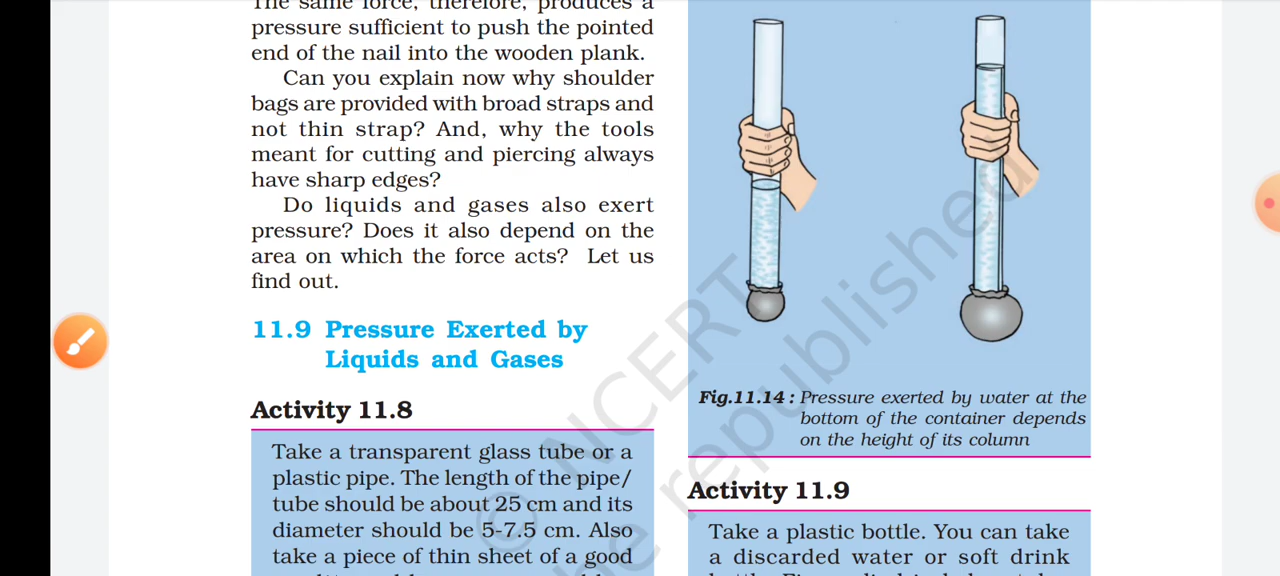 The same force, therefore, produces a
pressure sufficient to push the pointed
end of the nail into the wooden plank.
Can you explain now why shoulder
bags are provided with broad straps and
not thin strap? And, why the tools
meant for cutting and piercing always
have sharp edges?
Do liquids and gases also exert
pressure? Does it also depend on the
area on which the force acts? Let us
find out.
11.9 Pressure Exerted by
Liquids and Gases
Activity 11.8
Take a transparent glass tube or a
plastic pipe. The length of the pipe/
tube should be about 25 cm and its
diameter should be 5-7.5 cm. Also
take a piece of thin sheet of a good
Fig.11.14 : Pressure exerted by water at the
bottom of the container depends
on the height of its column
Activity 11.9
Take a plastic bottle. You can take
a discarded water or soft drink
© NCERT
be republished